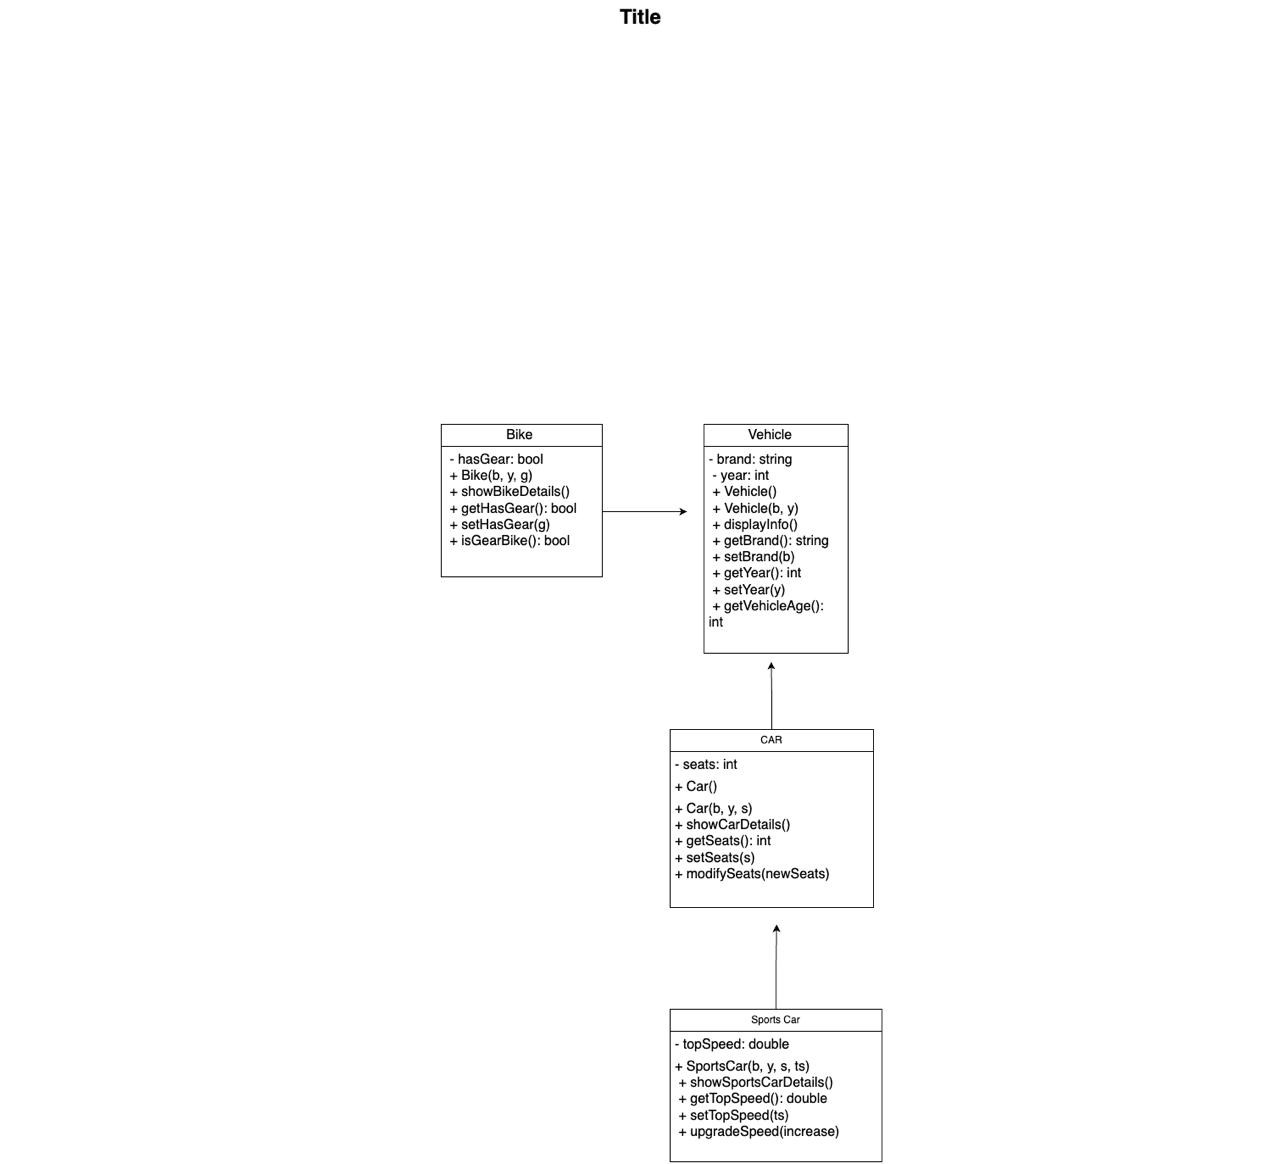 Title
Bike
- hasGear: bool
+ Bike(b, y, g)
+ showBikeDetails()
+ getHasGear(): bool
+ setHasGear(g)
+ isGearBike(): bool
Vehicle
- brand: string
- year: int
+ Vehicle()
+ Vehicle(b, y)
+ displayInfo()
+ getBrand(): string
+ setBrand(b)
+ getYear(): int
+ setYear(y)
+ getVehicleAge():
int
CAR
- seats: int
+ Car()
+ Car(b, y, s)
+ showCarDetails()
+ getSeats(): int
+ setSeats(s)
+ modifySeats(newSeats)
Sports Car
- topSpeed: double
+ SportsCar(b, y, s, ts)
+ showSportsCarDetails()
+ getTopSpeed(): double
+ setTopSpeed(ts)
+ upgradeSpeed(increase)